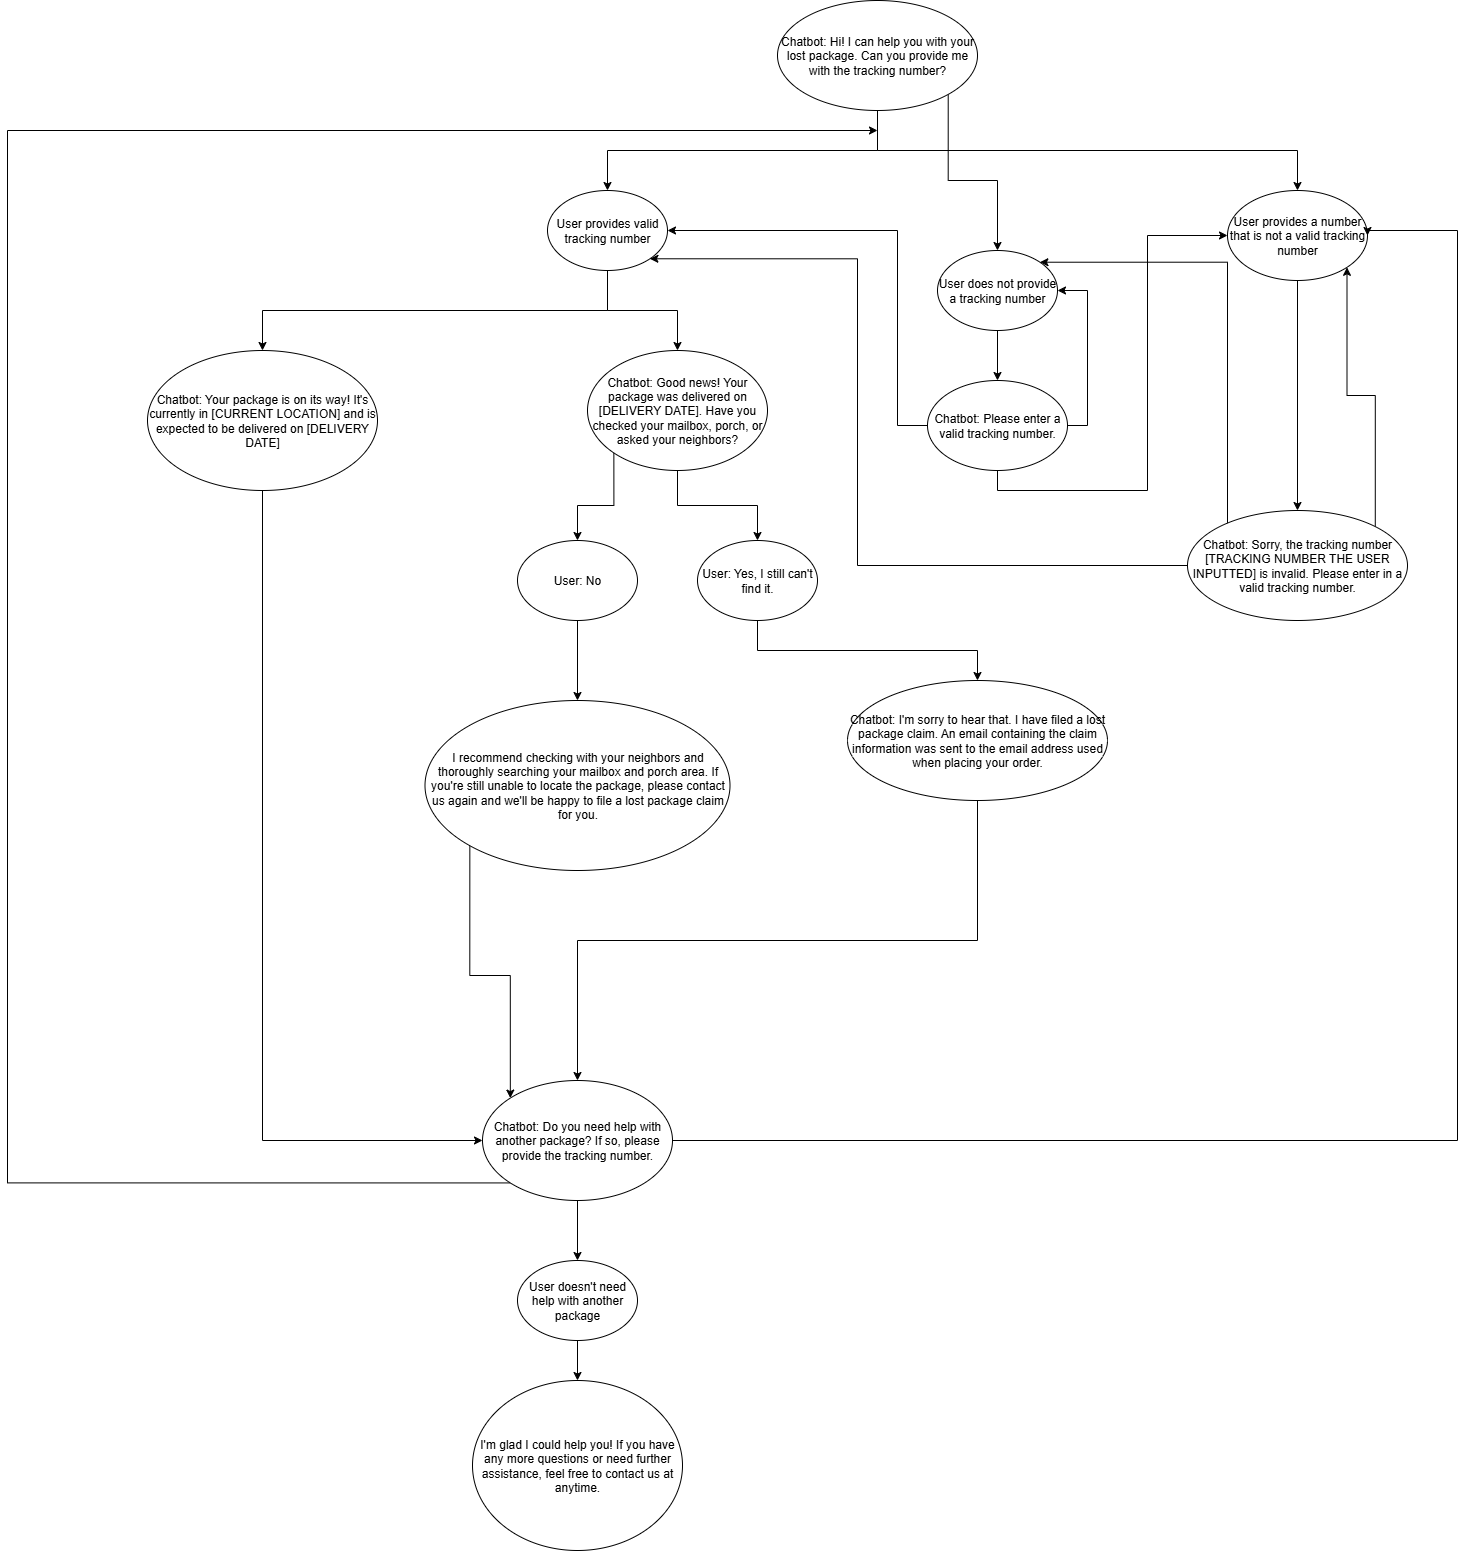 Chatbot: Hi! I can help you with your
lost package. Can you provide me
with the tracking number?
User provides valid
tracking number
User does not provide
a tracking number
User provides a number
that is not a valid tracking
number
Chatbot: Your package is on its way! It's
currently in [CURRENT LOCATION] and is
expected to be delivered on [DELIVERY
DATE]
Chatbot: Good news! Your
package was delivered on
[DELIVERY DATE]. Have you
checked your mailbox, porch, or
asked your neighbors?
Chatbot: Please enter a
valid tracking number.
Chatbot: Sorry, the tracking number
[TRACKING NUMBER THE USER
INPUTTED] is invalid. Please enter in a
valid tracking number.
User: No
User: Yes, I still can't
find it.
I recommend checking with your neighbors and
thoroughly searching your mailbox and porch area. If
you're still unable to locate the package, please contact
us again and we'll be happy to file a lost package claim
for you.
Chatbot: I'm sorry to hear that. I have filed a lost
package claim. An email containing the claim
information was sent to the email address used
when placing your order.
Chatbot: Do you need help with
another package? If so, please
provide the tracking number.
User doesn't need
help with another
package
I'm glad I could help you! If you have
any more questions or need further
assistance, feel free to contact us at
anytime.